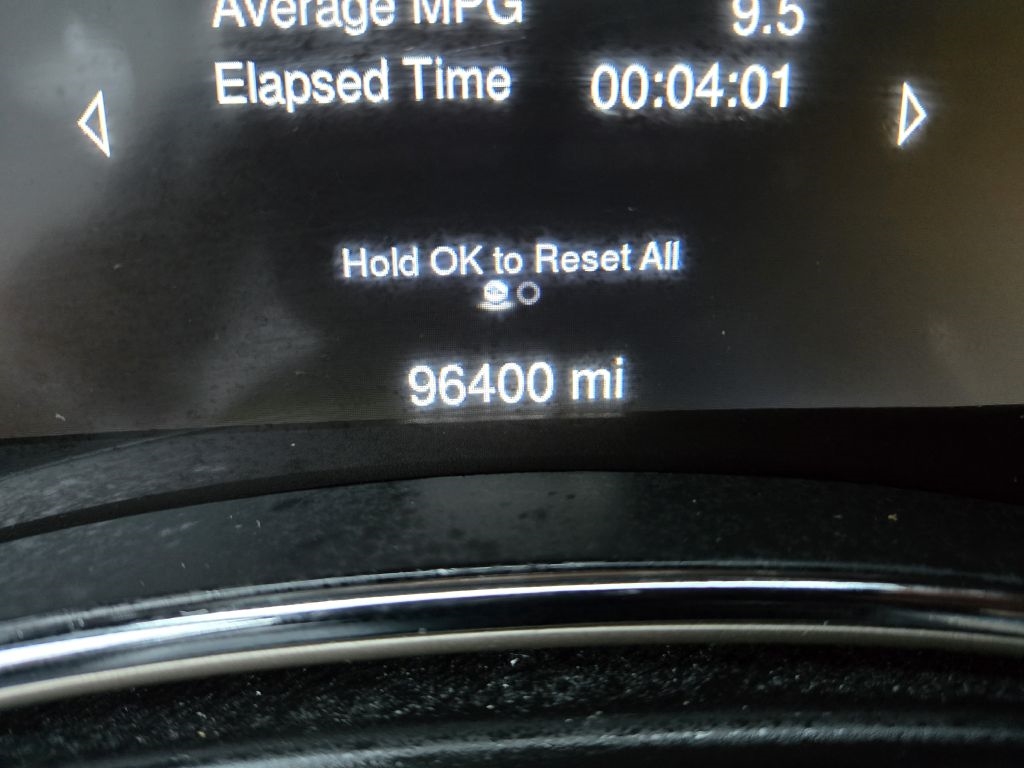 Average MPG 9.5
Elapsed Time 00:04:01
Hold OK to Reset All
96400 mi